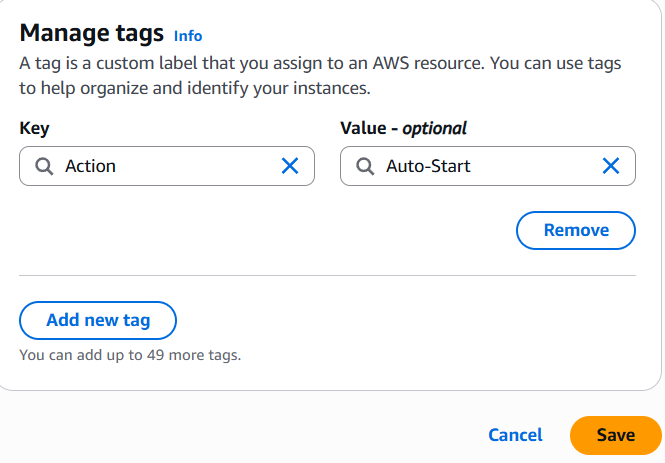 Manage tags Info
A tag is a custom label that you assign to an AWS resource. You can use tags
to help organize and identify your instances.
Key
Value - optional
Action
Auto-Start
Remove
Add new tag
You can add up to 49 more tags.
Cancel
Save